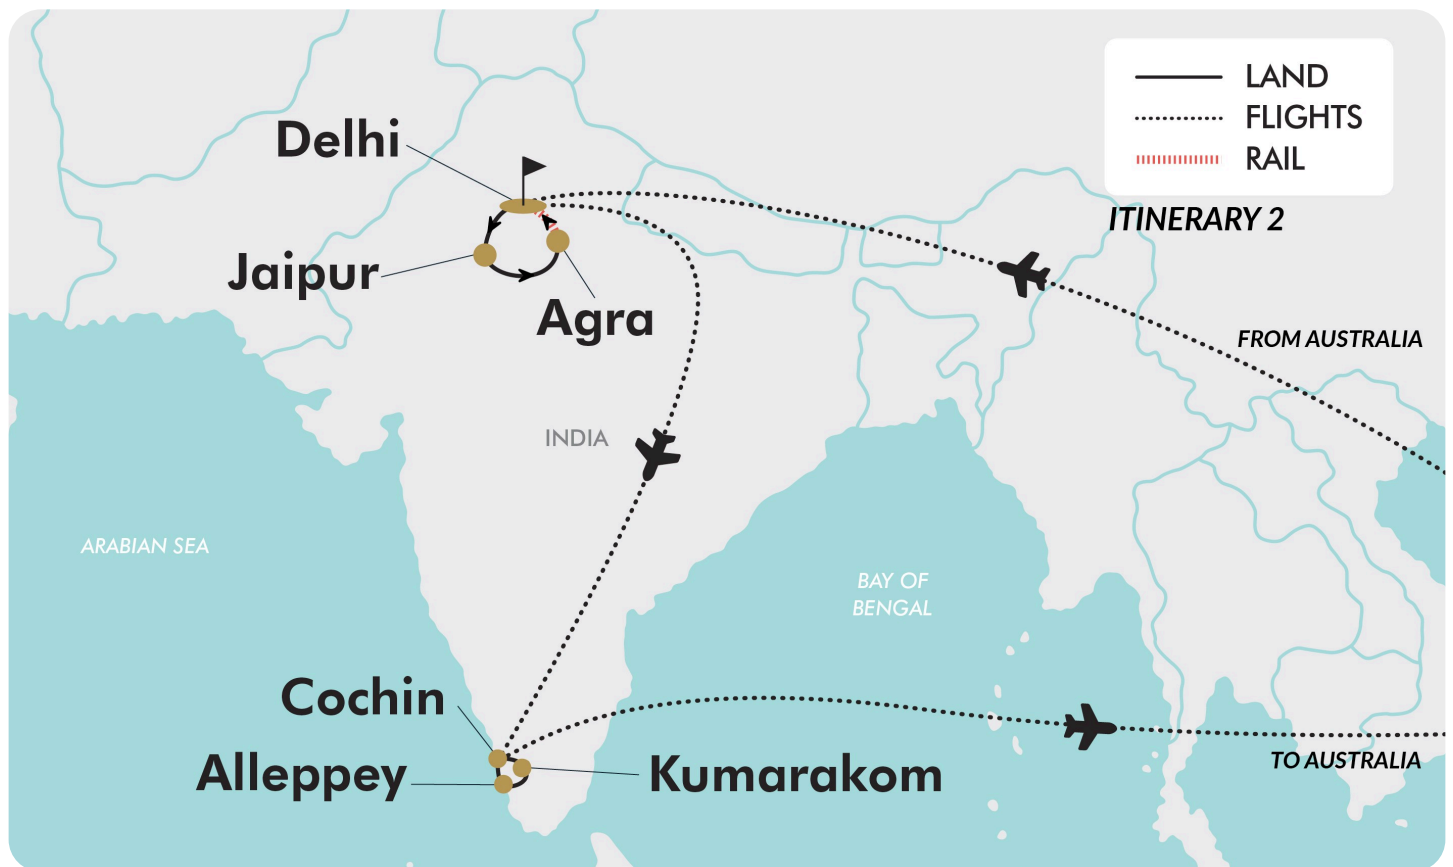 LAND
FLIGHTS
RAIL
ITINERARY 2
Delhi
Jaipur
Agra
FROM AUSTRALIA
INDIA
ARABIAN SEA
BAY OF
BENGAL
Cochin
Alleppey
Kumarakom
TO AUSTRALIA